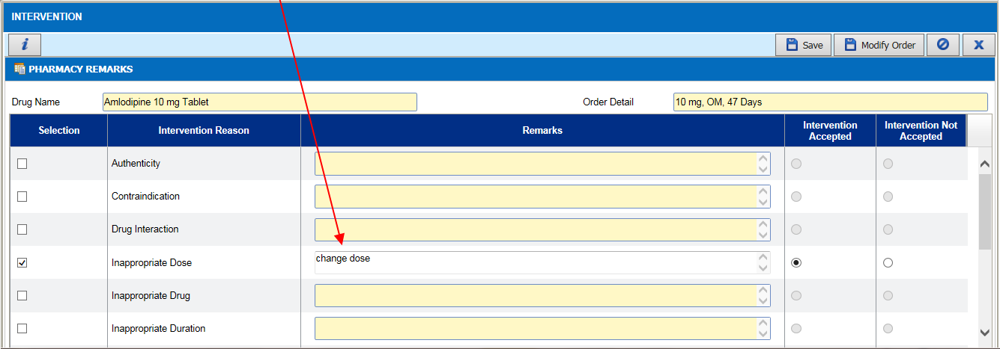 INTERVENTION
i
Save
Modify Order
X
PHARMACY REMARKS
Drug Name
Amlodipine 10 mg Tablet
Order Detail
10 mg, OM, 47 Days
Selection
Intervention Reason
Remarks
Intervention
Accepted
Intervention Not
Accepted
Authenticity
Contraindication
Drug Interaction
Inappropriate Dose
change dose
Inappropriate Drug
Inappropriate Duration